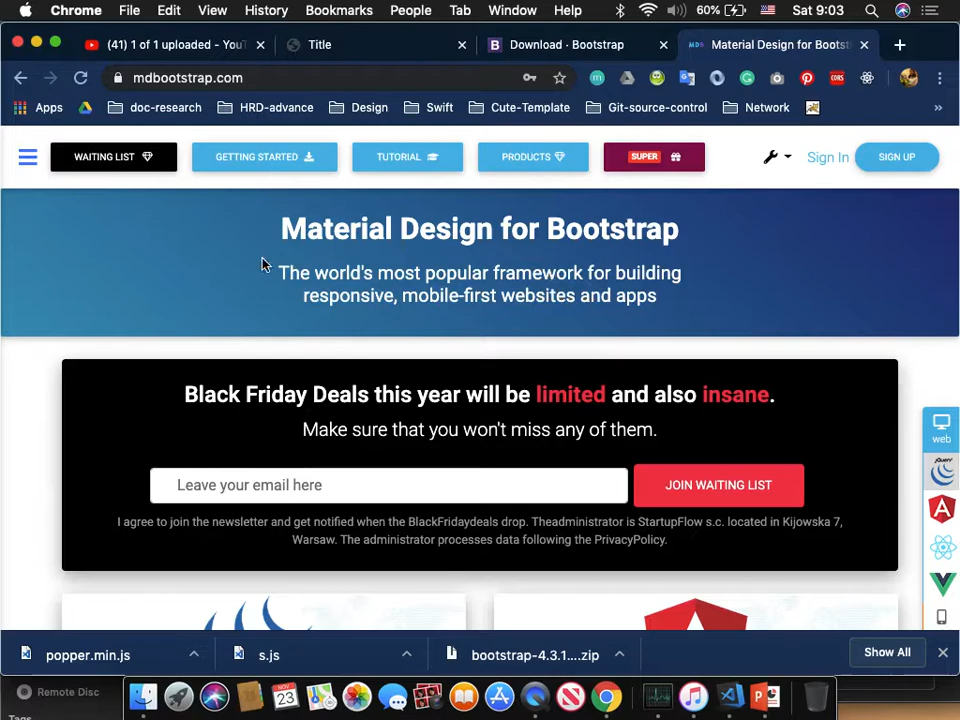 Chrome File Edit View History Bookmarks People Tab Window Help 60% Sat 9:03
(41) 1 of 1 uploaded - You
Title
Download · Bootstrap
Material Design for Bootst
mdbootstrap.com
Apps doc-research HRD-advance Design Swift Cute-Template Git-source-control Network »
WAITING LIST GETTING STARTED TUTORIAL PRODUCTS SUPER Sign In SIGN UP
Material Design for Bootstrap
The world's most popular framework for building
responsive, mobile-first websites and apps
Black Friday Deals this year will be limited and also insane.
Make sure that you won't miss any of them.
Leave your email here JOIN WAITING LIST
I agree to join the newsletter and get notified when the BlackFridaydeals drop. Theadministrator is StartupFlow s.c. located in Kijowska 7,
Warsaw. The administrator processes data following the PrivacyPolicy.
web
jQuery
popper.min.js s.js bootstrap-4.3.1....zip Show All
Remote Disc
Tags
NOV
23